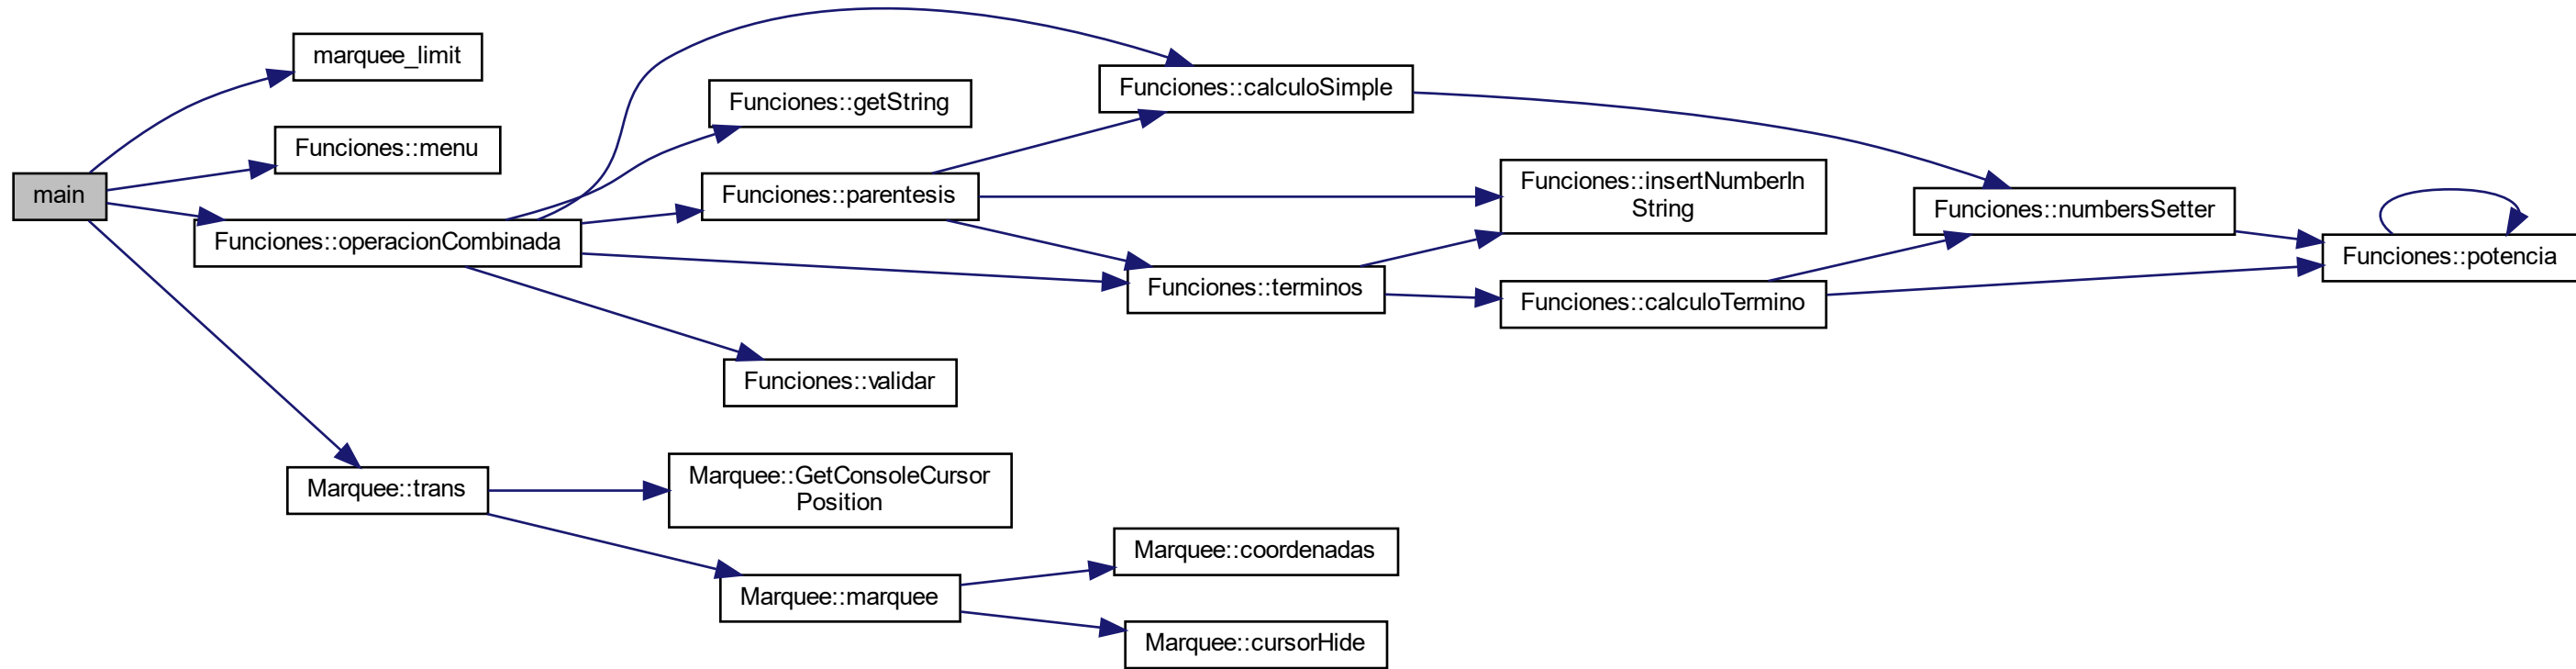 main
marquee_limit
Funciones::menu
Funciones::operacionCombinada
Marquee::trans
Funciones::getString
Funciones::parentesis
Funciones::validar
Marquee::GetConsoleCursor
Position
Marquee::marquee
Funciones::calculoSimple
Funciones::terminos
Marquee::coordenadas
Marquee::cursorHide
Funciones::insertNumberIn
String
Funciones::calculoTermino
Funciones::numbersSetter
Funciones::potencia